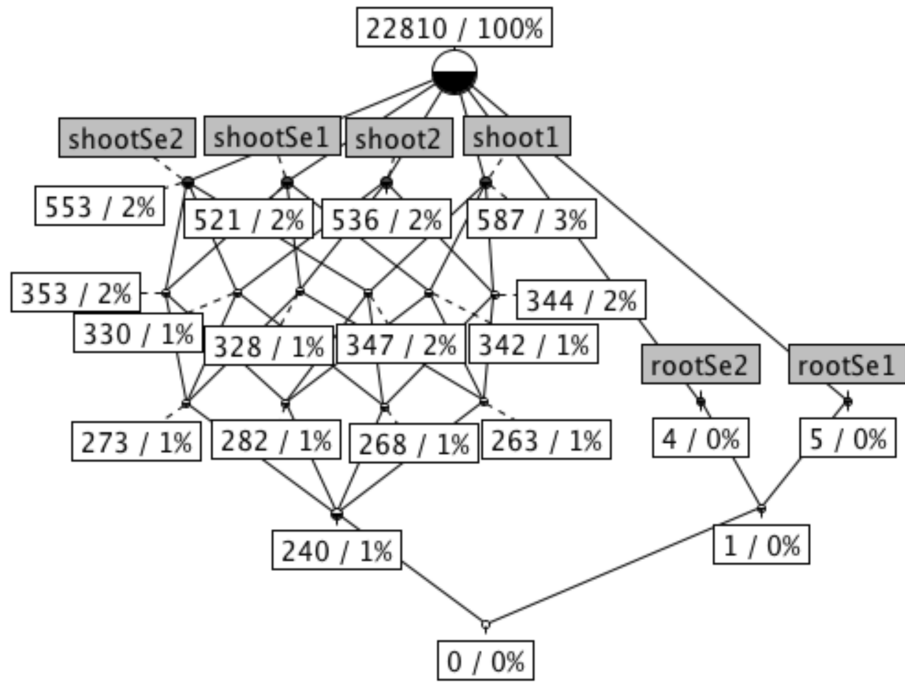 22810 / 100%
shootSe2
shootSe1
shoot2
shoot1
553 / 2%
521 / 2%
536 / 2%
587 / 3%
353 / 2%
330 / 1%
328 / 1%
347 / 2%
342 / 1%
344 / 2%
rootSe2
rootSe1
273 / 1%
282 / 1%
268 / 1%
263 / 1%
4 / 0%
5 / 0%
240 / 1%
1 / 0%
0 / 0%